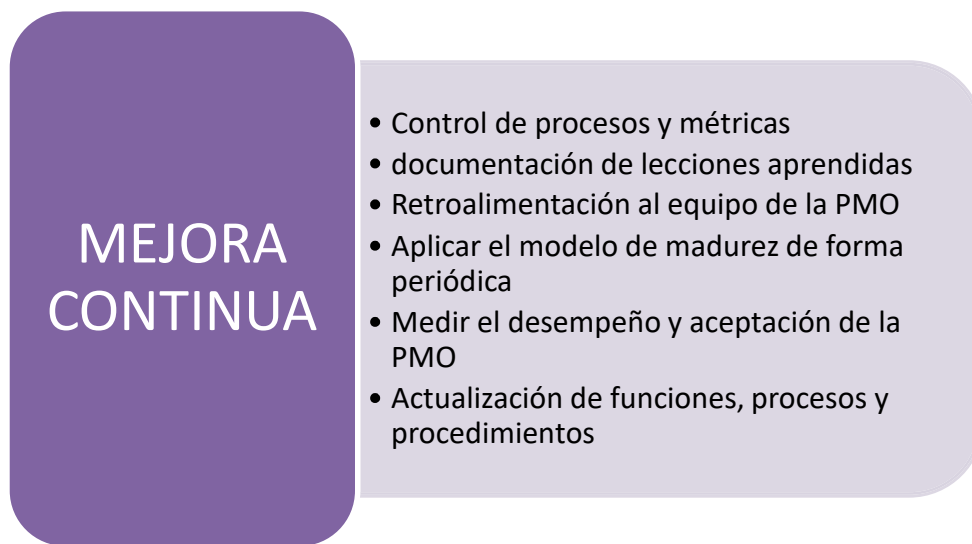 MEJORA
CONTINUA
• Control de procesos y métricas
• documentación de lecciones aprendidas
• Retroalimentación al equipo de la PMO
• Aplicar el modelo de madurez de forma
periódica
• Medir el desempeño y aceptación de la
PMO
• Actualización de funciones, procesos y
procedimientos